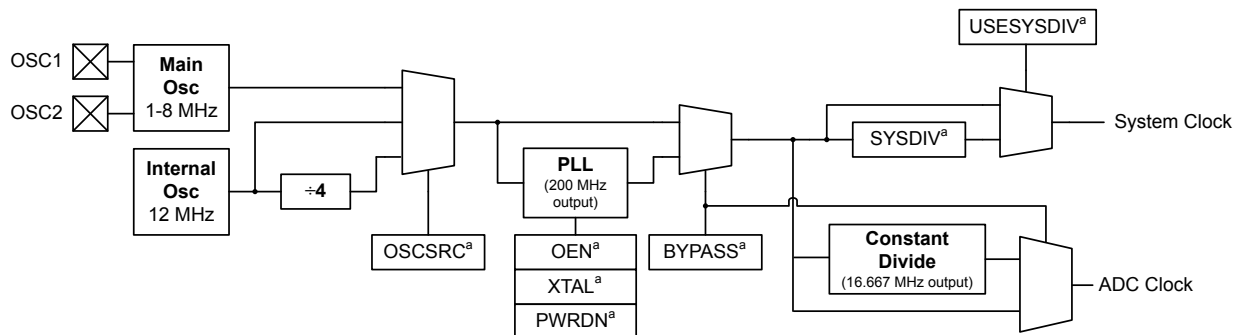 USESYSDIVa
OSC1
Main
Osc
1-8 MHz
OSC2
System Clock
SYSDIVa
Internal
Osc
12 MHz
÷4
PLL
(200 MHz
output)
OSCSRCa
OEN a
XTALa
PWRDNa
BYPASSa
Constant
Divide
(16.667 MHz output)
ADC Clock